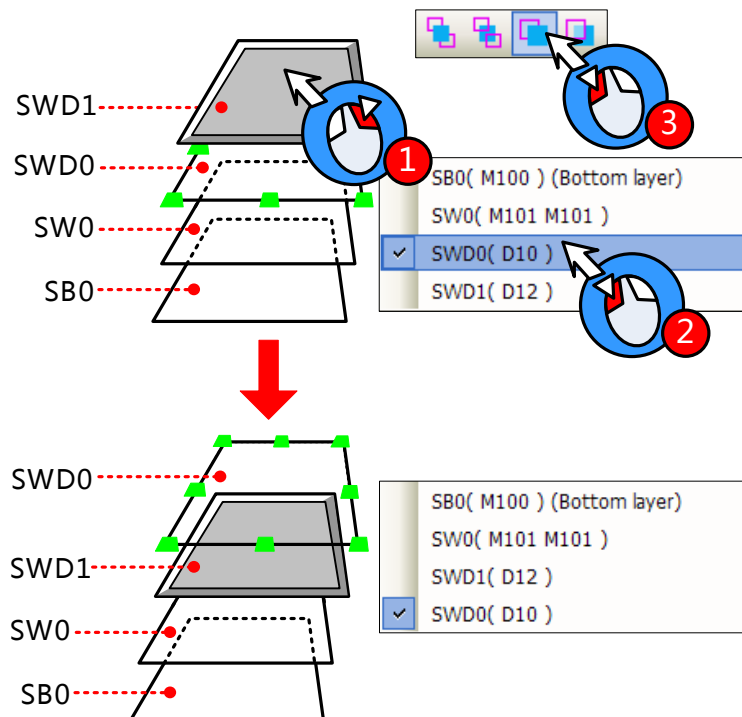 SWD1
SWD0
SW0
SB0
1
3
SB0( M100 ) (Bottom layer)
SW0( M101 M101 )
SWD0( D10 )
SWD1( D12 )
2
SWD0
SWD1
SW0
SB0
SB0( M100 ) (Bottom layer)
SW0( M101 M101 )
SWD1( D12 )
SWD0( D10 )